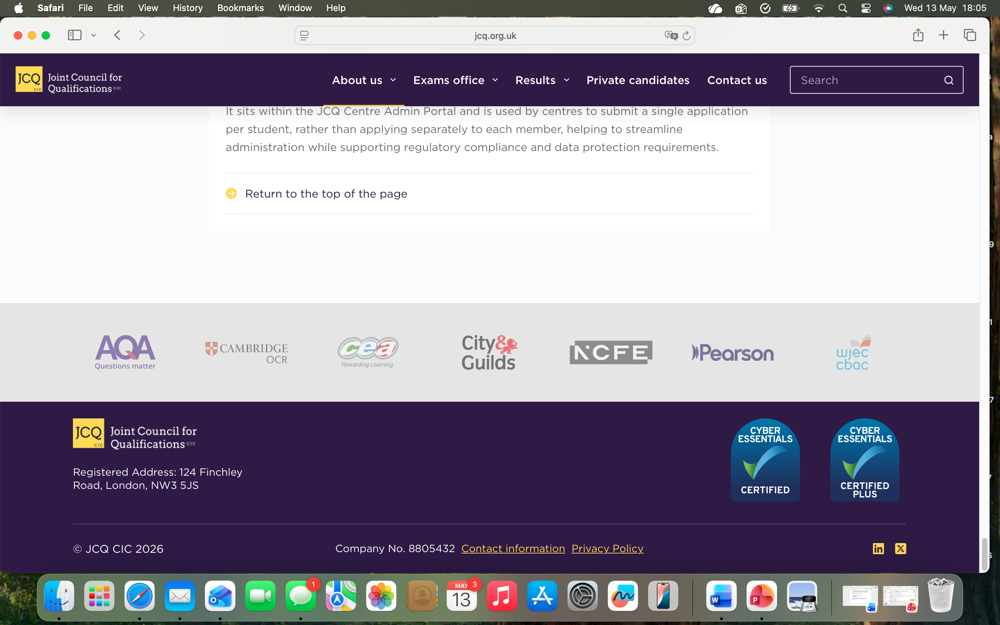 Safari File Edit View History Bookmarks Window Help Wed 13 May 18:05
jcq.org.uk
JCQ CIC Joint Council for Qualifications CIC
About us Exams office Results Private candidates Contact us Search
It sits within the JCQ Centre Admin Portal and is used by centres to submit a single application
per student, rather than applying separately to each member, helping to streamline
administration while supporting regulatory compliance and data protection requirements.
Return to the top of the page
AQA
Questions matter
CAMBRIDGE
OCR
cea
Rewarding Learning
City&
Guilds
NCFE
Pearson
wjec
cbac
JCQ CIC Joint Council for
Qualifications CIC
Registered Address: 124 Finchley
Road, London, NW3 5JS
CYBER
ESSENTIALS
CERTIFIED
CYBER
ESSENTIALS
CERTIFIED
PLUS
© JCQ CIC 2026
Company No. 8805432 Contact information Privacy Policy
in X
1
MAY 3
13
O
W
P